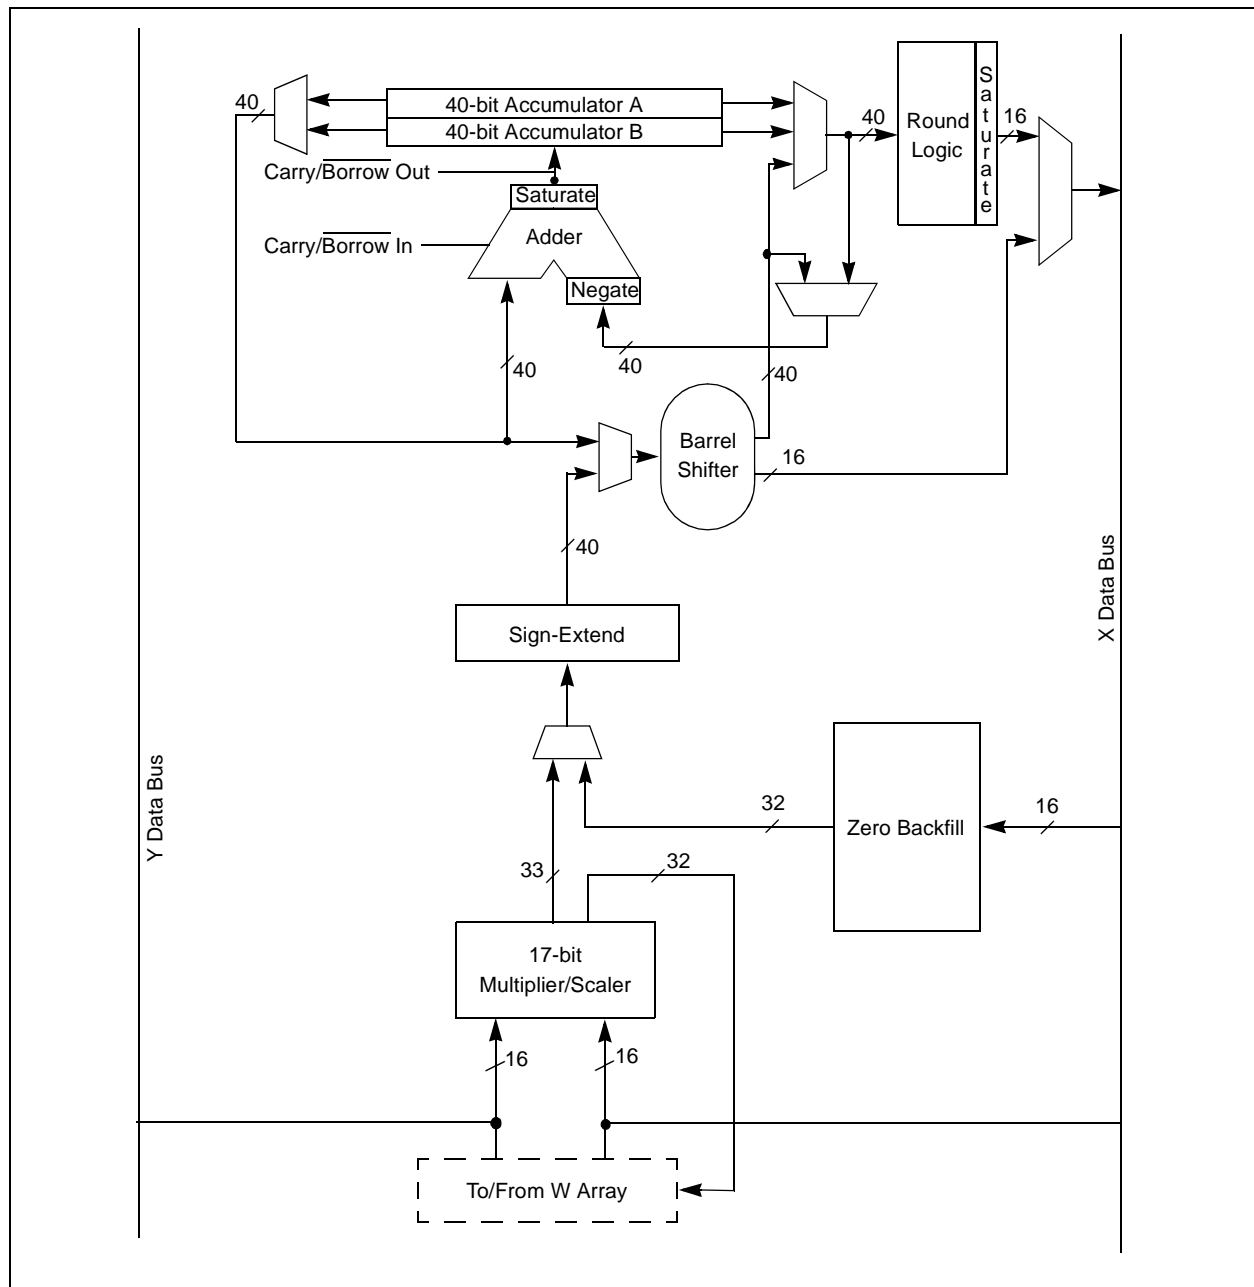 40
40-bit Accumulator A
40-bit Accumulator B
Carry/Borrow Out
Saturate
Carry/Borrow In
Adder
Negate
40
Round
Logic
Saturate
16
40
40
40
Barrel
Shifter
16
40
Sign-Extend
X Data Bus
Y Data Bus
32
Zero Backfill
16
33
32
17-bit
Multiplier/Scaler
16
16
To/From W Array